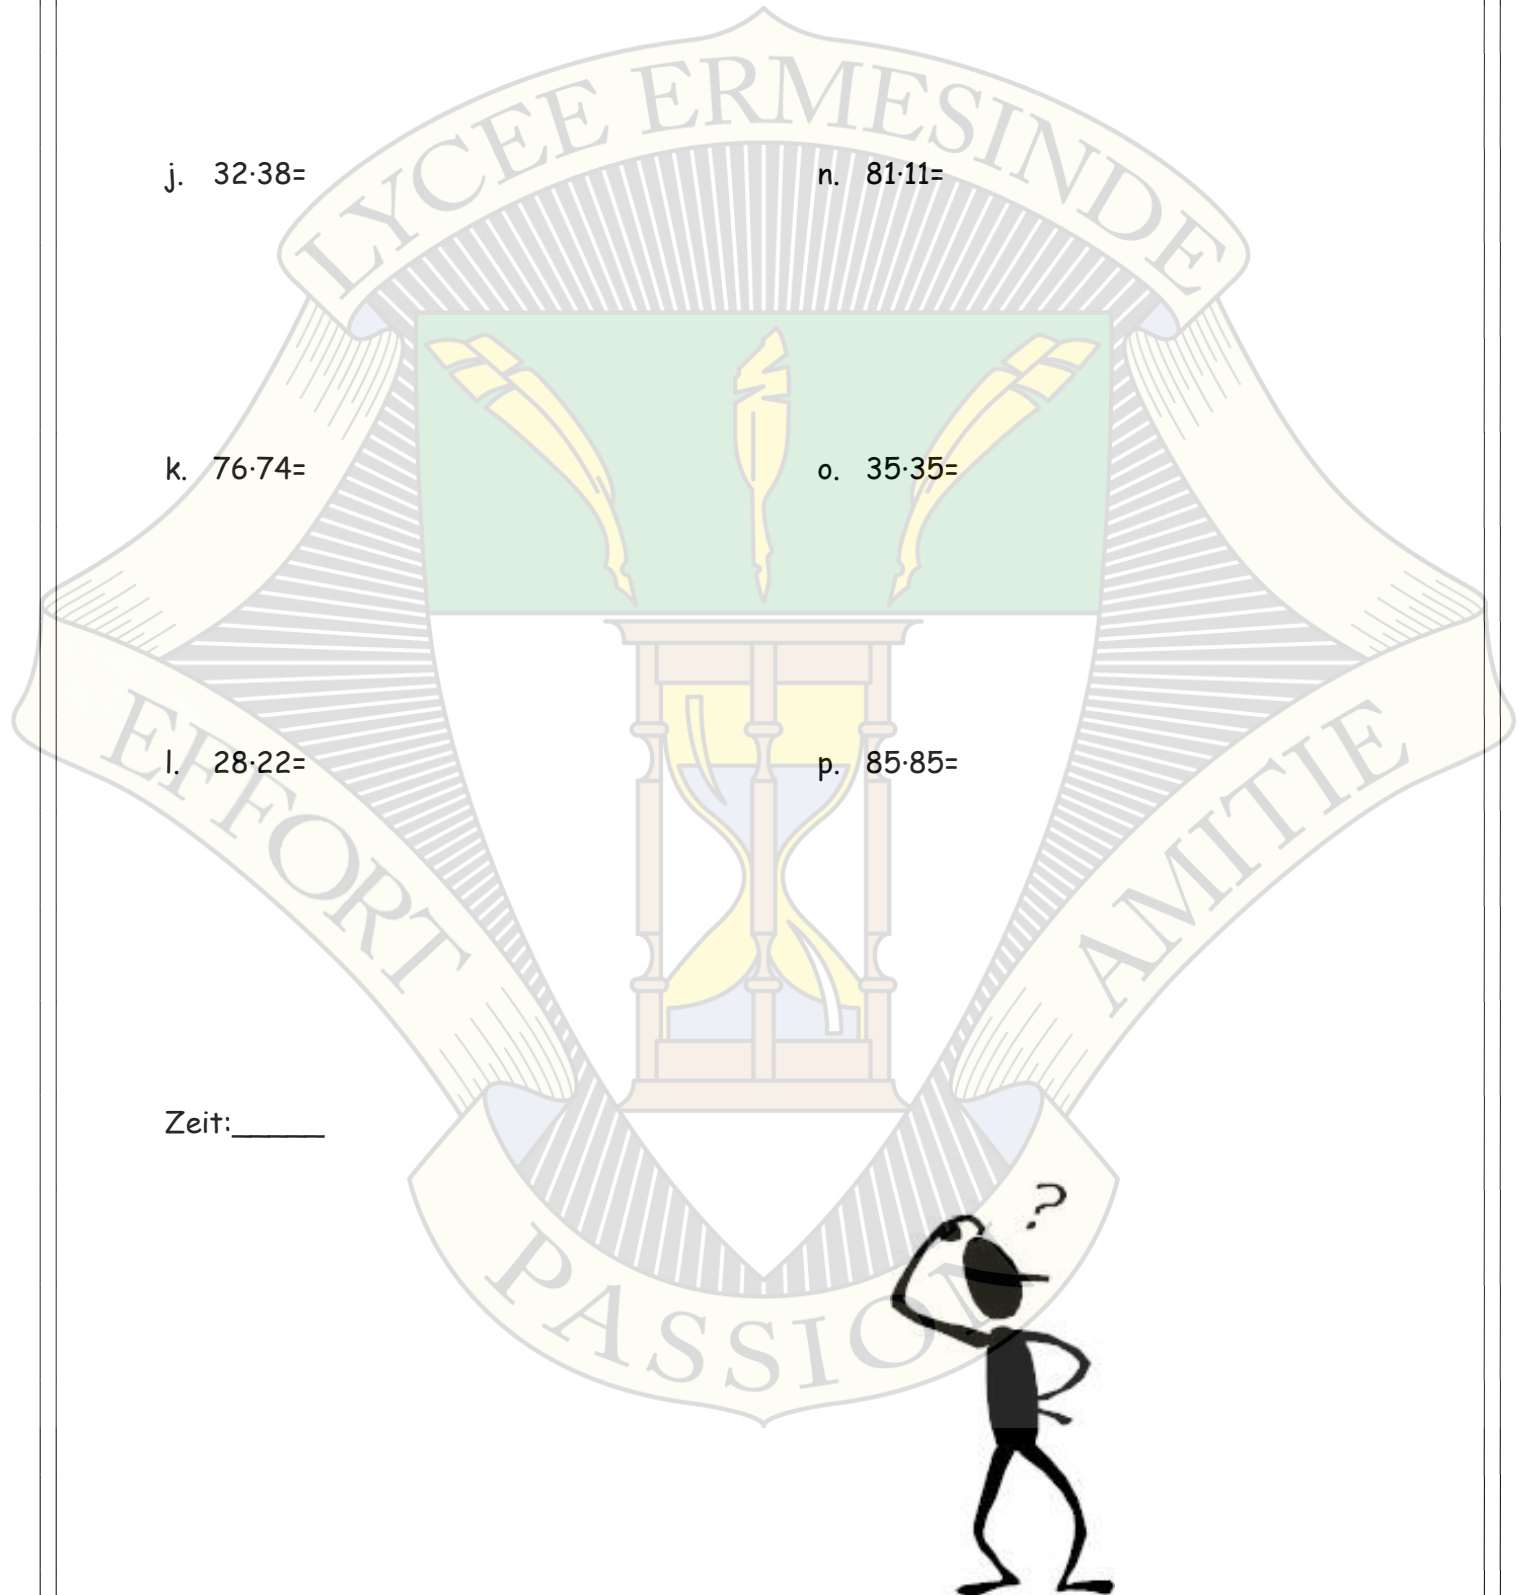 LYCEE ERMESINDE
j. 32·38=
n. 81·11=
k. 76·74=
o. 35·35=
l. 28·22=
p. 85·85=
EFFORT
AMITIE
Zeit:_____
?
PASSION